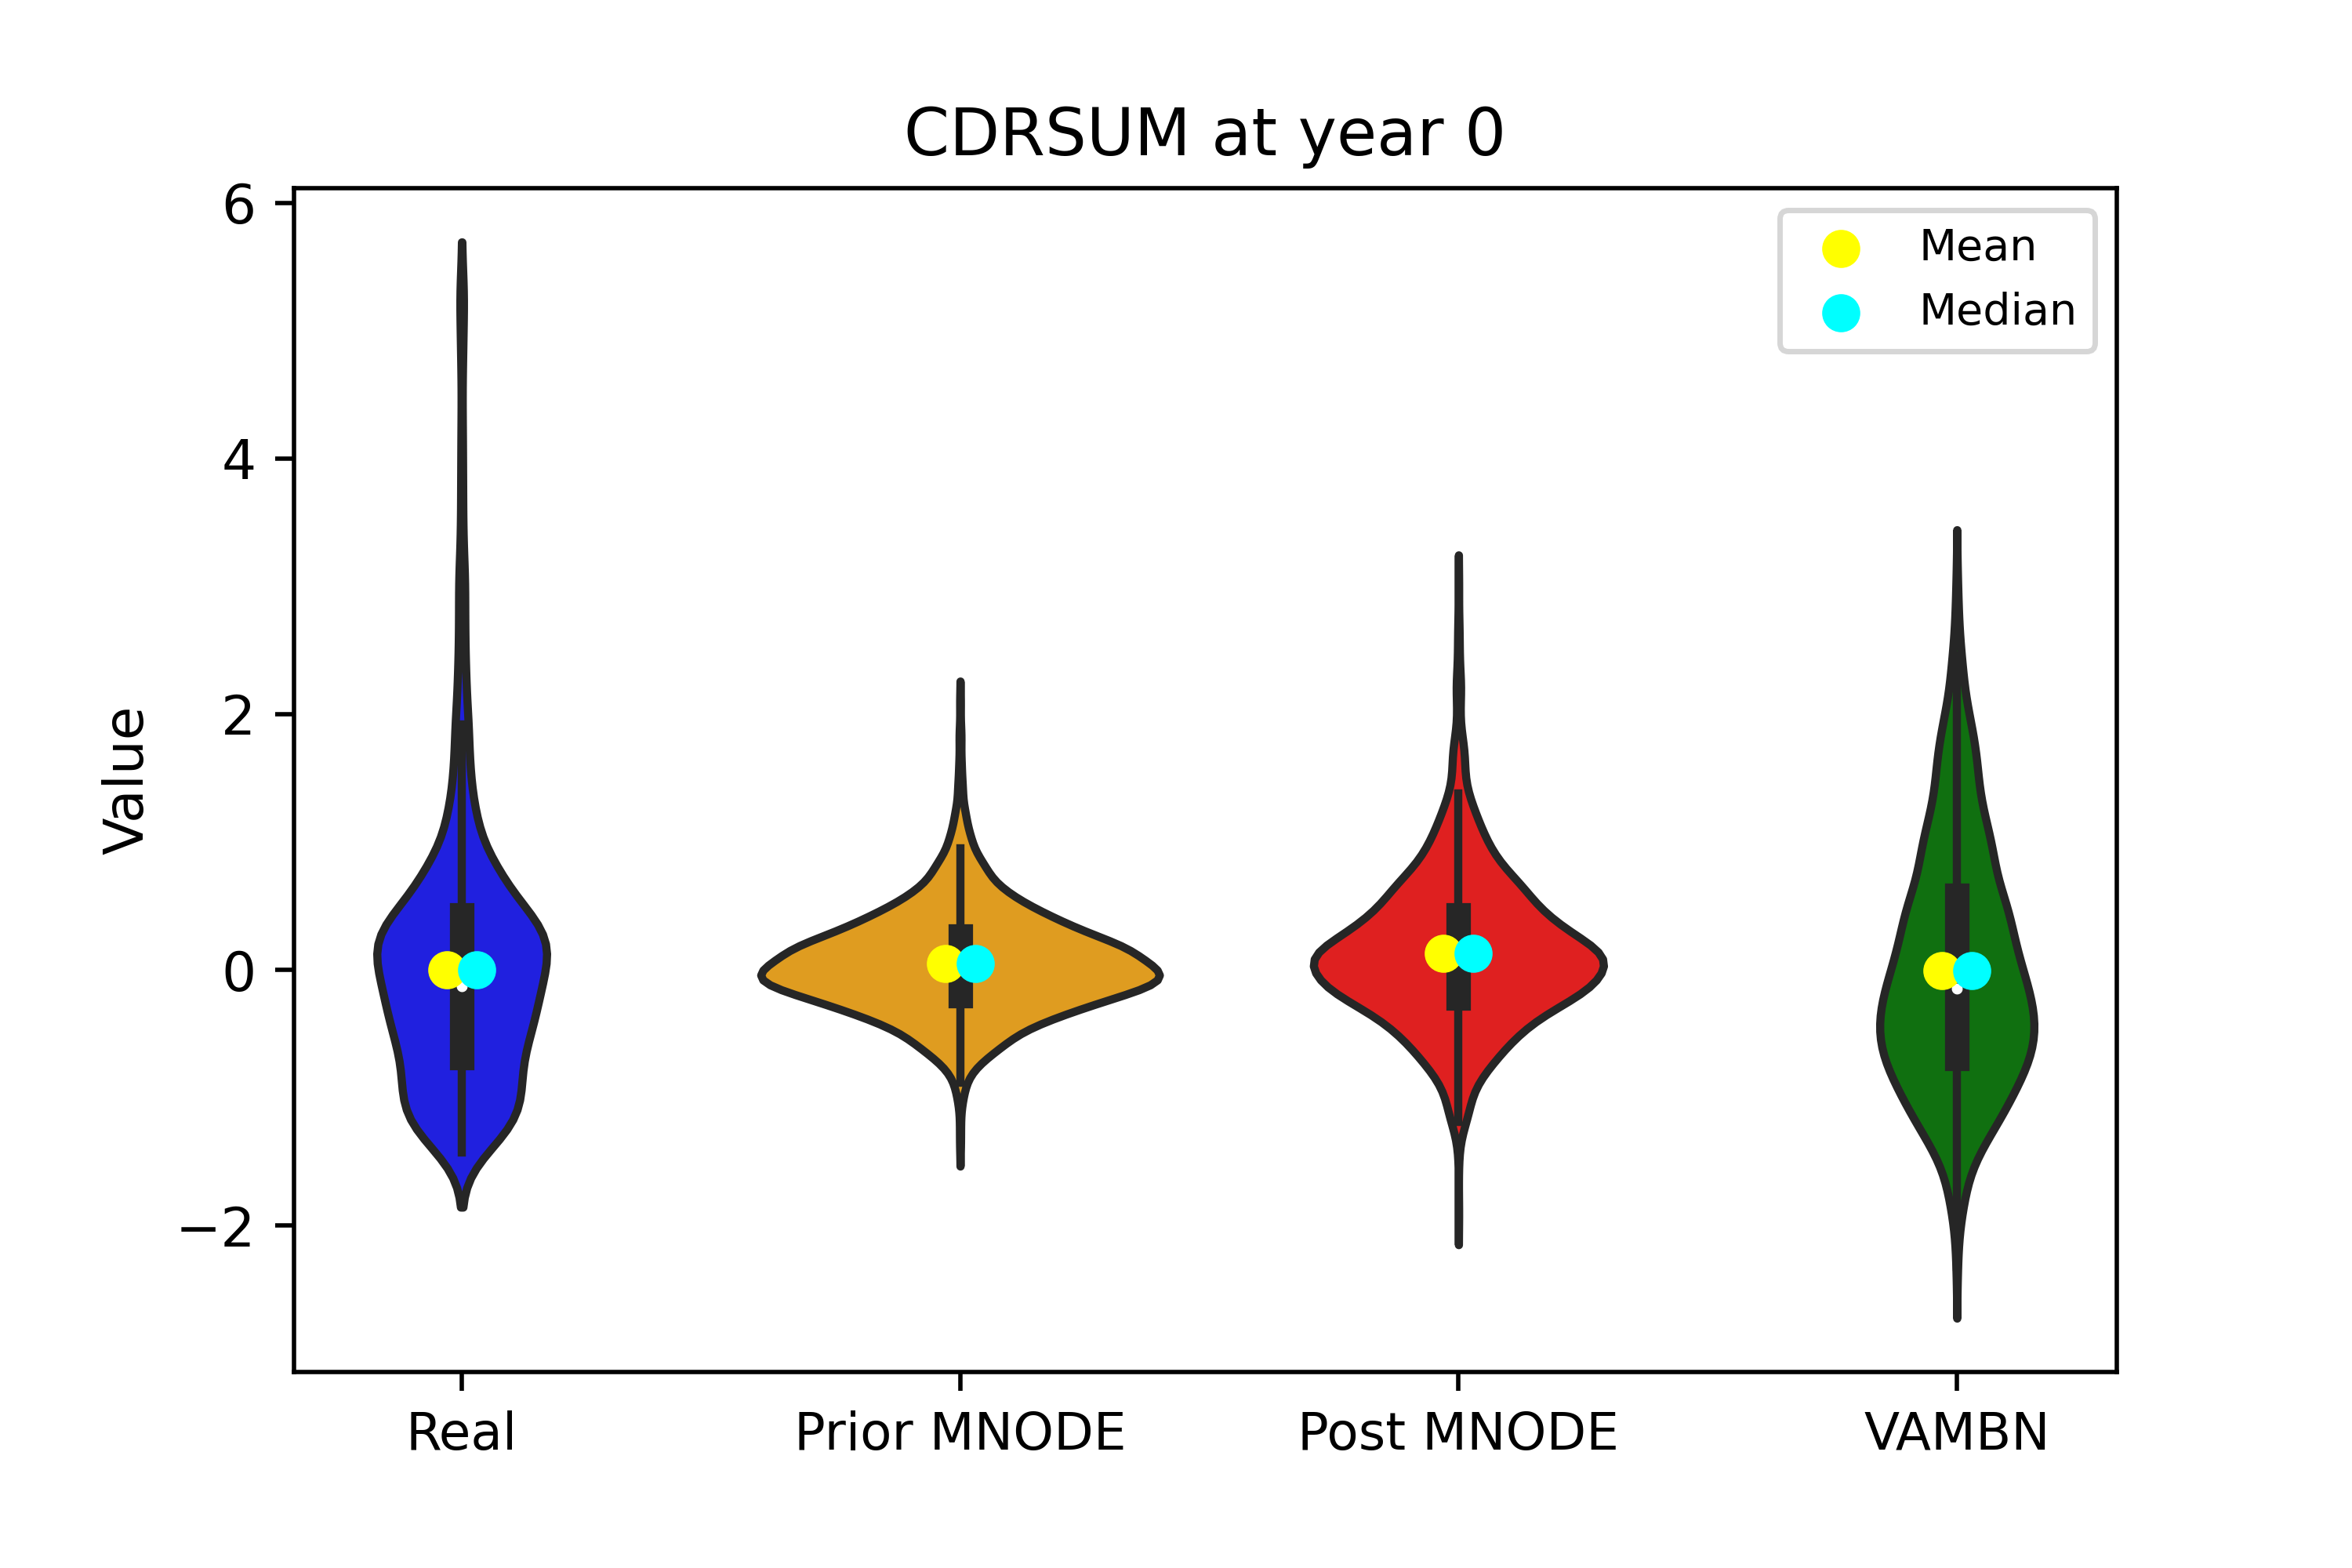 CDRSUM at year 0
6
4
2
0
−2
Value
Mean
Median
Real
Prior MNODE
Post MNODE
VAMBN